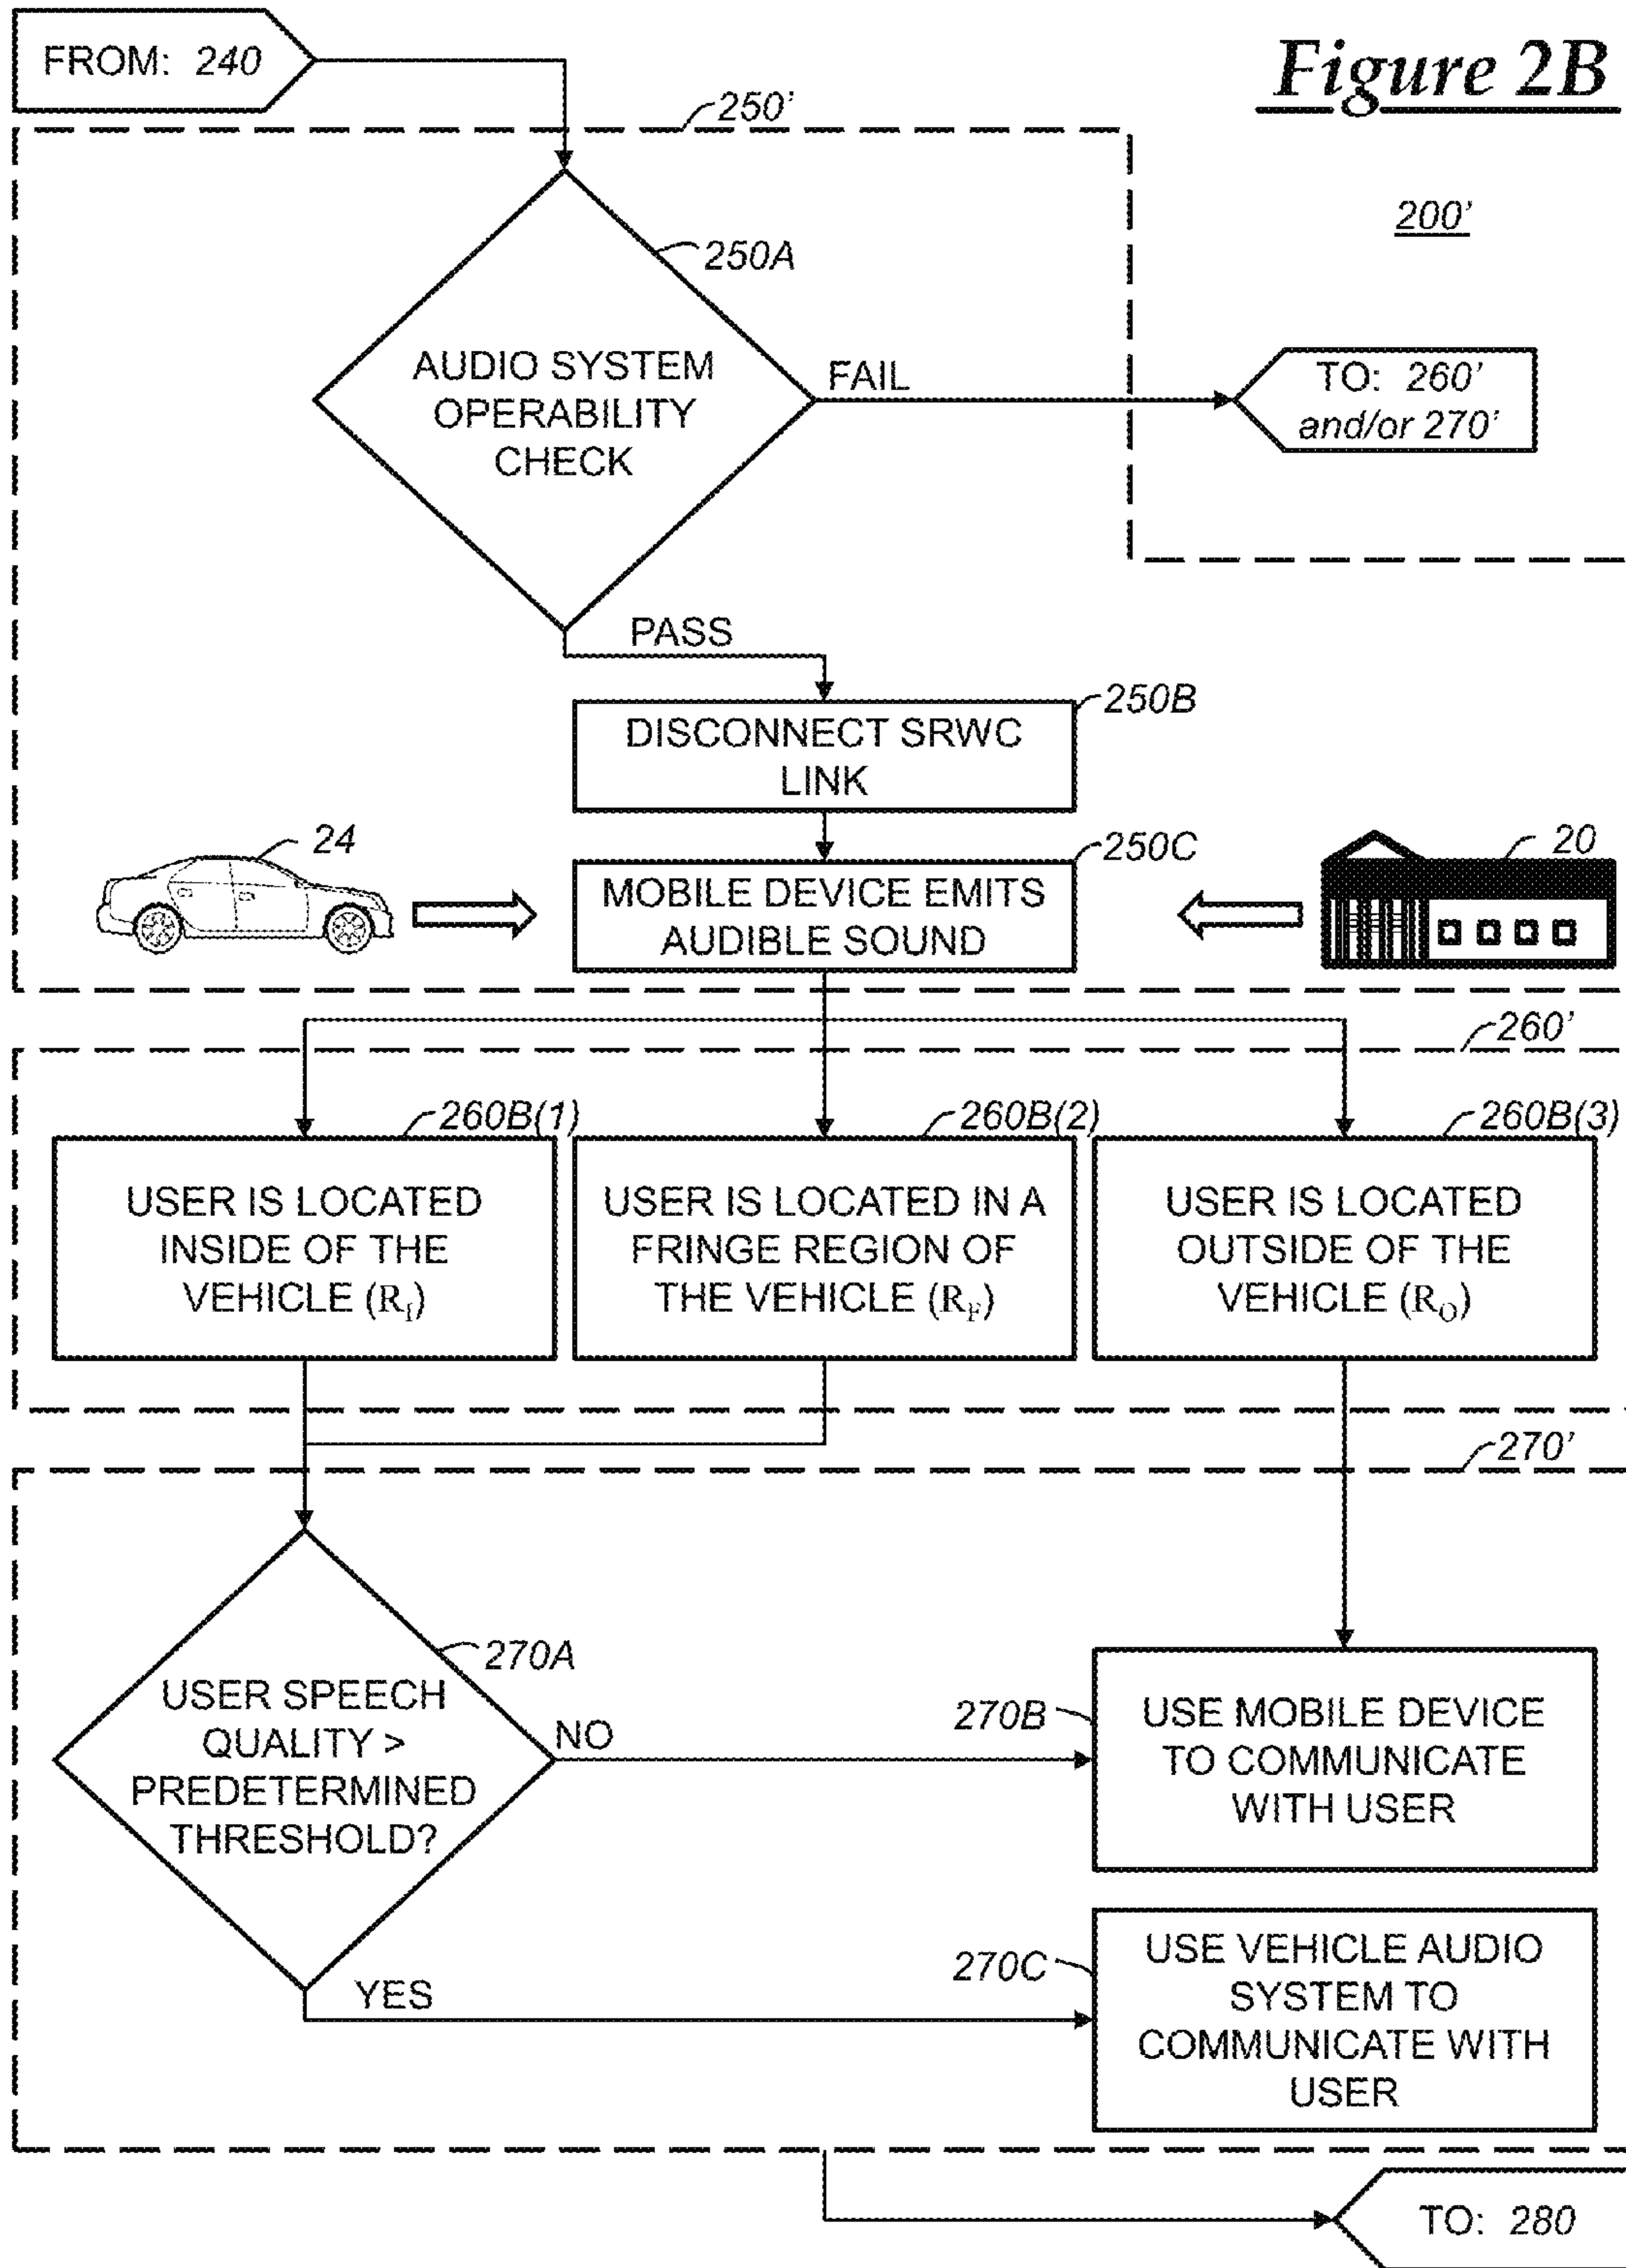 FROM: 240
Figure 2B
250’
200’
250A
AUDIO SYSTEM
OPERABILITY
CHECK
FAIL
TO: 260’
and/or 270’
PASS
250B
DISCONNECT SRWC
LINK
24
250C
20
MOBILE DEVICE EMITS
AUDIBLE SOUND
260’
260B(1)
260B(2)
260B(3)
USER IS LOCATED
INSIDE OF THE
VEHICLE (R_I)
USER IS LOCATED IN A
FRINGE REGION OF
THE VEHICLE (R_F)
USER IS LOCATED
OUTSIDE OF THE
VEHICLE (R_O)
270’
270A
USER SPEECH
QUALITY >
PREDETERMINED
THRESHOLD?
NO
270B
USE MOBILE DEVICE
TO COMMUNICATE
WITH USER
YES
270C
USE VEHICLE AUDIO
SYSTEM TO
COMMUNICATE WITH
USER
TO: 280